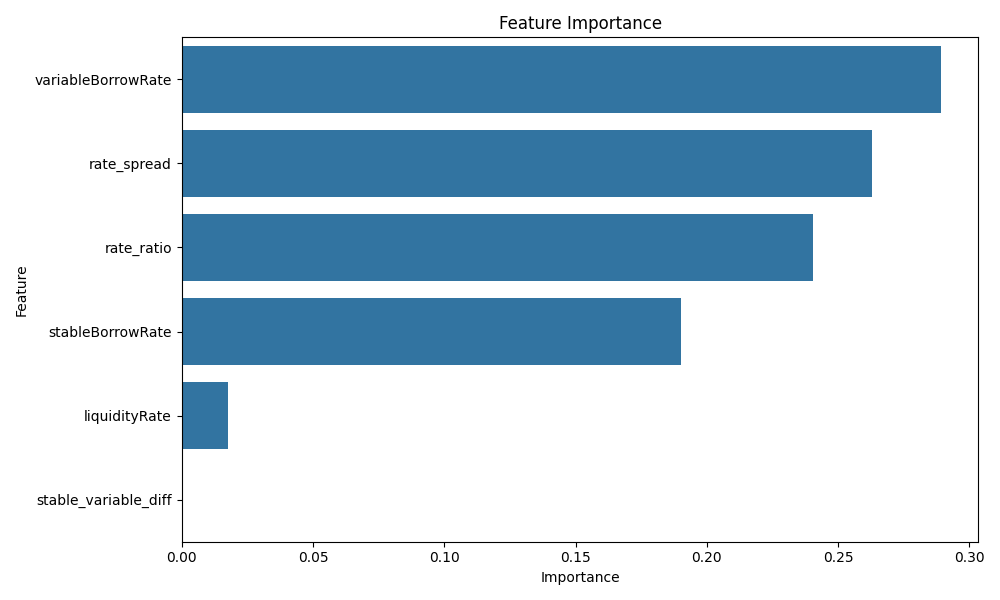 Feature Importance
Feature
variableBorrowRate
rate_spread
rate_ratio
stableBorrowRate
liquidityRate
stable_variable_diff
0.00 0.05 0.10 0.15 0.20 0.25 0.30
Importance